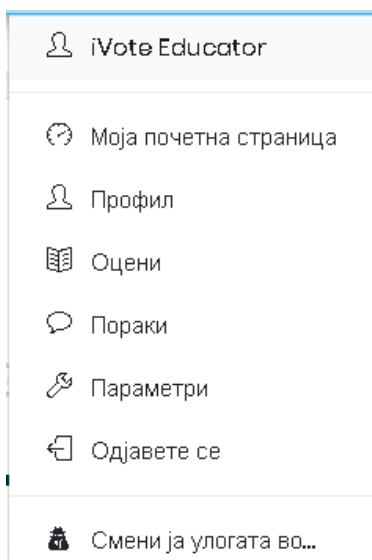 iVote Educator
Моја почетна страница
Профил
Оцени
Пораки
Параметри
Одјавете се
Смени ја улогата во...